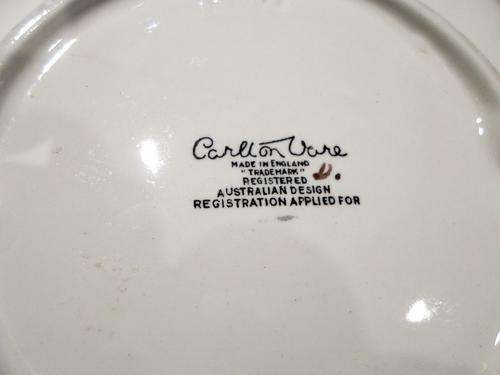 Carlton Ware
MADE IN ENGLAND
"TRADEMARK"
REGISTERED
AUSTRALIAN DESIGN
REGISTRATION APPLIED FOR